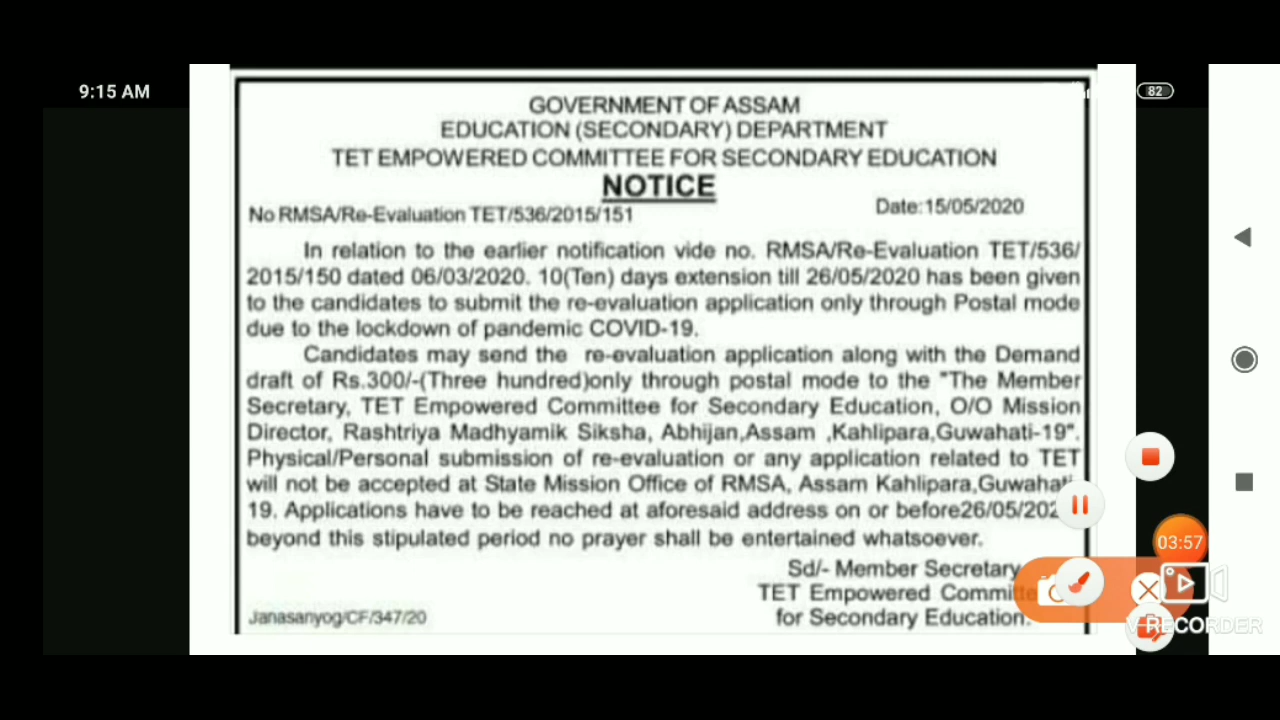 9:15 AM
82
GOVERNMENT OF ASSAM
EDUCATION (SECONDARY) DEPARTMENT
TET EMPOWERED COMMITTEE FOR SECONDARY EDUCATION
NOTICE
No RMSA/Re-Evaluation TET/536/2015/151
Date:15/05/2020
In relation to the earlier notification vide no. RMSA/Re-Evaluation TET/536/
2015/150 dated 06/03/2020. 10(Ten) days extension till 26/05/2020 has been given
to the candidates to submit the re-evaluation application only through Postal mode
due to the lockdown of pandemic COVID-19.
Candidates may send the re-evaluation application along with the Demand
draft of Rs.300/-(Three hundred)only through postal mode to the "The Member
Secretary, TET Empowered Committee for Secondary Education, O/O Mission
Director, Rashtriya Madhyamik Siksha, Abhijan,Assam ,Kahlipara,Guwahati-19".
Physical/Personal submission of re-evaluation or any application related to TET
will not be accepted at State Mission Office of RMSA, Assam Kahlipara,Guwahati-
19. Applications have to be reached at aforesaid address on or before26/05/202
beyond this stipulated period no prayer shall be entertained whatsoever.
Sd/- Member Secretary
TET Empowered Committe
for Secondary Education.
Janasanyog/CF/347/20
03:57
V RECORDER